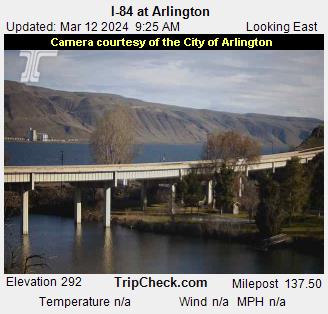 I-84 at Arlington
Updated: Mar 12 2024 9:25 AM Looking East
Camera courtesy of the City of Arlington
Elevation 292 TripCheck.com Milepost 137.50
Temperature n/a Wind n/a MPH n/a